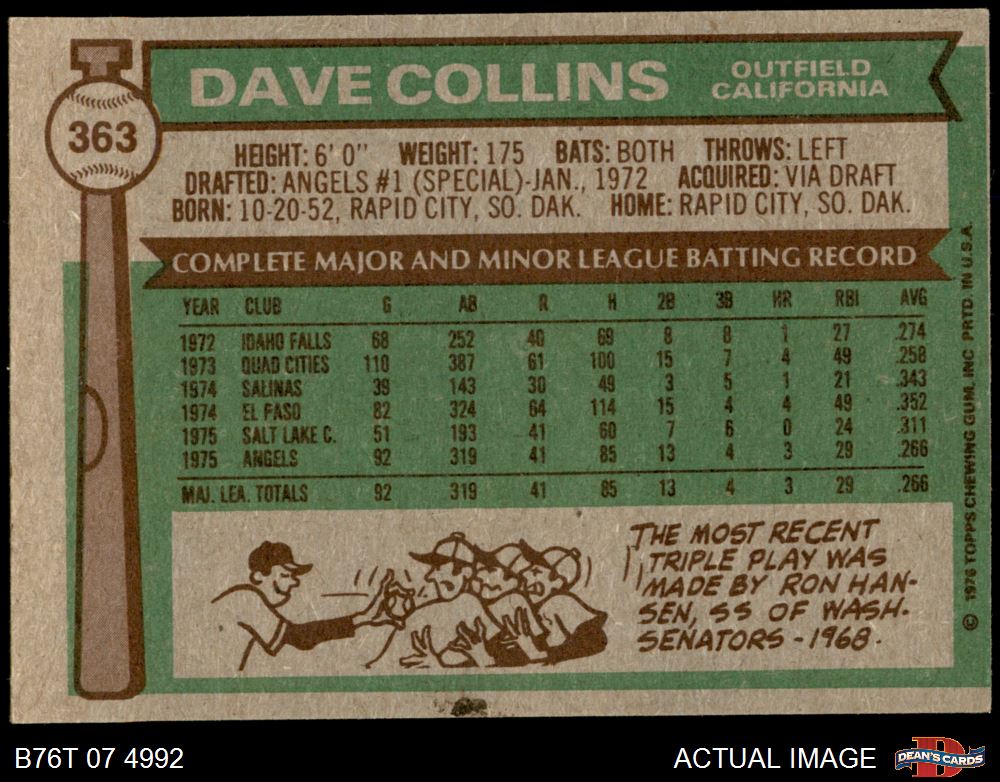 363
DAVE COLLINS
OUTFIELD
CALIFORNIA
HEIGHT: 6' 0" WEIGHT: 175 BATS: BOTH THROWS: LEFT
DRAFTED: ANGELS #1 (SPECIAL)-JAN., 1972 ACQUIRED: VIA DRAFT
BORN: 10-20-52, RAPID CITY, SO. DAK. HOME: RAPID CITY, SO. DAK.
COMPLETE MAJOR AND MINOR LEAGUE BATTING RECORD
YEAR CLUB G AB R H 2B 3B HR RBI AVG
1972 IDAHO FALLS 68 252 40 69 8 8 1 27 .274
1973 QUAD CITIES 110 387 61 100 15 7 4 49 .258
1974 SALINAS 39 143 30 49 3 5 1 21 .343
1974 EL PASO 82 324 64 114 15 4 4 49 .352
1975 SALT LAKE C. 51 193 41 60 7 6 0 24 .311
1975 ANGELS 92 319 41 85 13 4 3 29 .266
MAJ. LEA. TOTALS 92 319 41 85 13 4 3 29 .266
THE MOST RECENT
TRIPLE PLAY WAS
MADE BY RON HAN-
SEN, SS OF WASH.
SENATORS - 1968.
© 1976 TOPPS CHEWING GUM, INC. PRTD. IN U.S.A.
B76T 07 4992
ACTUAL IMAGE
D
DEAN'S CARDS